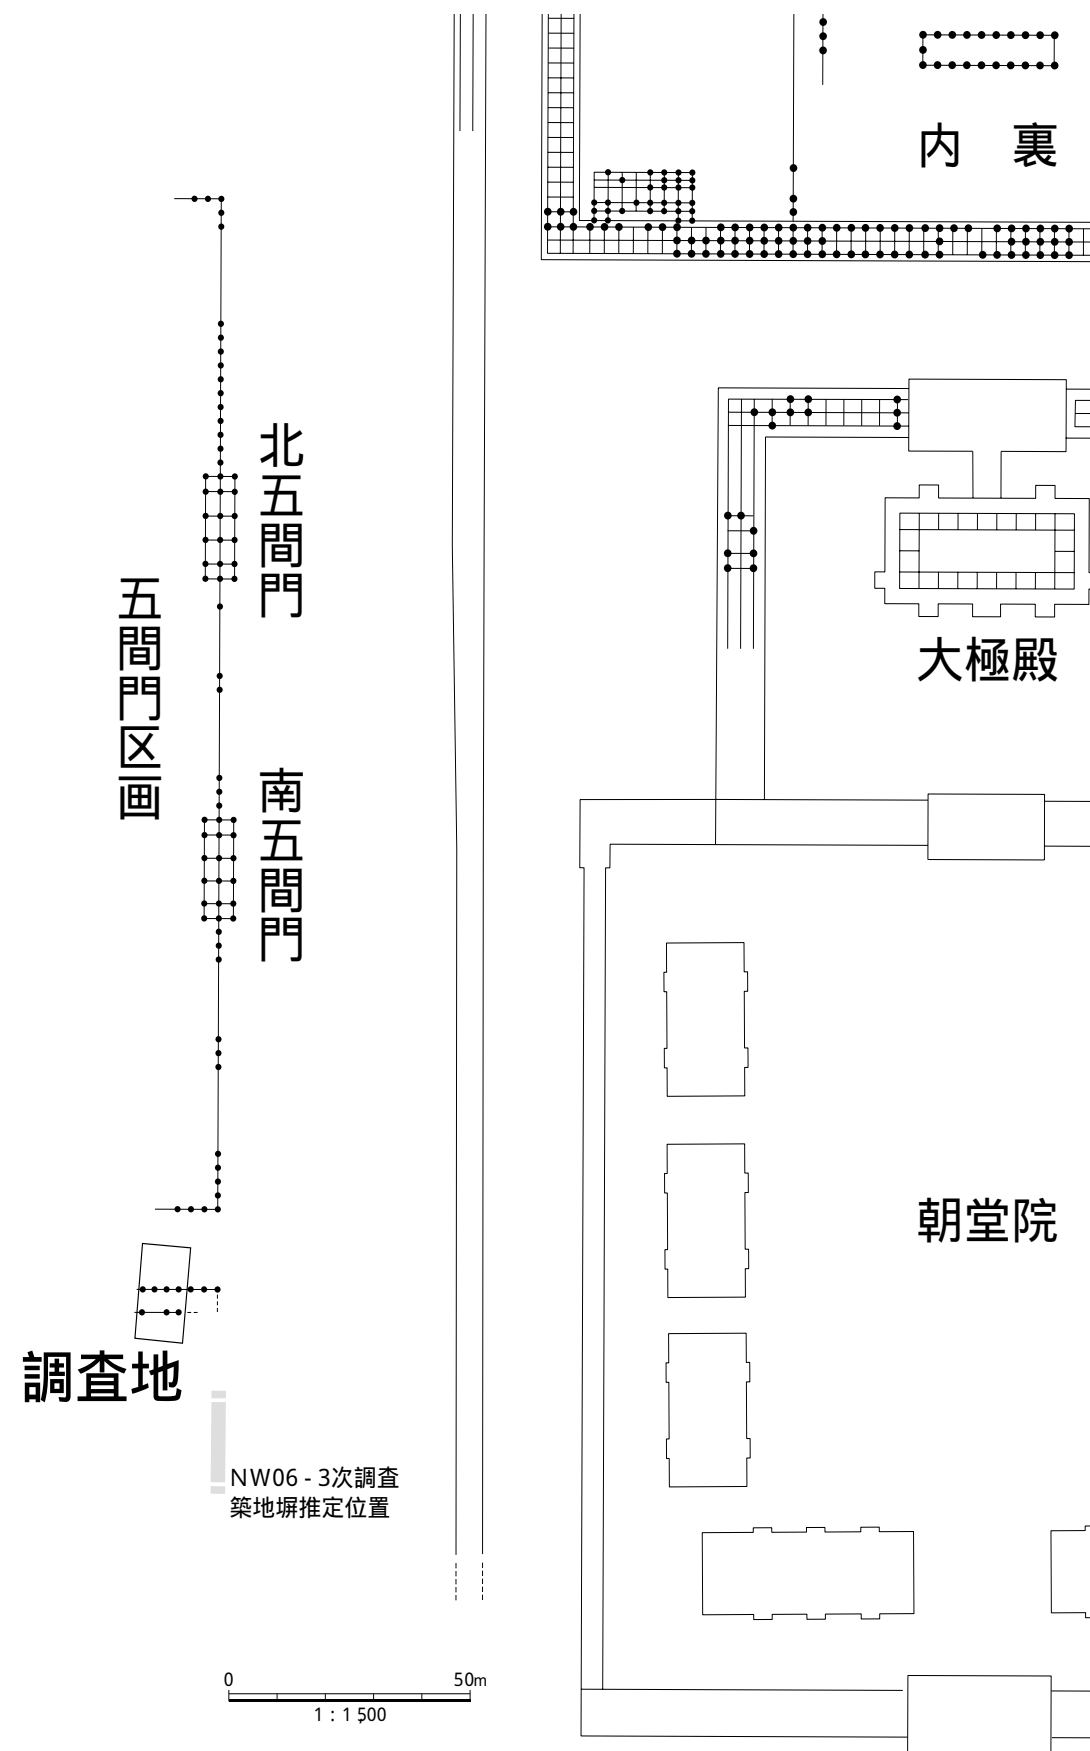 内 裏
北五間門
五間門区画
大極殿
南五間門
朝堂院
調査地
NW06 - 3次調査
築地塀推定位置
0 50m
1 : 1,500